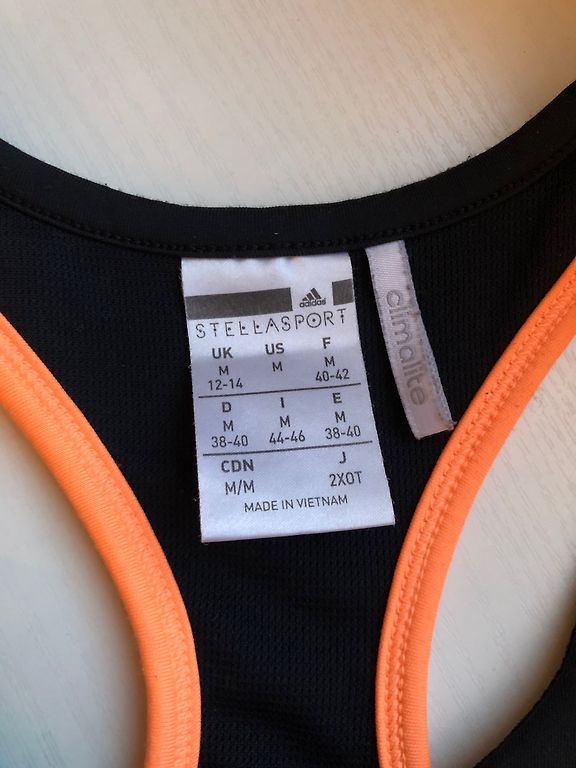 adidas
STELLASPORT
UK US F
M M M
12-14 40-42
D I E
M M M
38-40 44-46 38-40
CDN J
M/M 2XOT
MADE IN VIETNAM
climalite